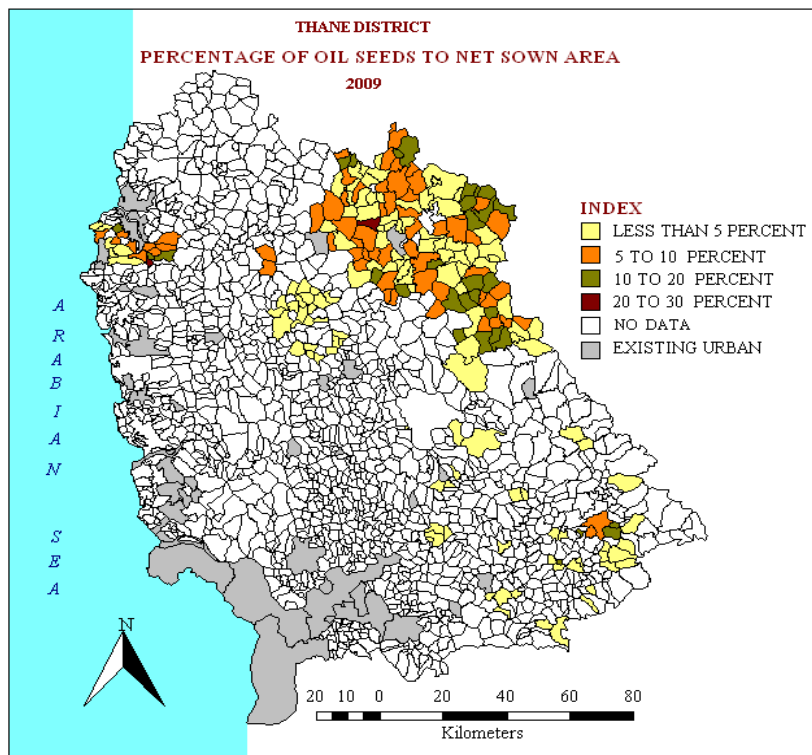 THANE DISTRICT
PERCENTAGE OF OIL SEEDS TO NET SOWN AREA
2009
INDEX
LESS THAN 5 PERCENT
5 TO 10 PERCENT
10 TO 20 PERCENT
20 TO 30 PERCENT
NO DATA
EXISTING URBAN
ARABIAN SEA
N
20 10 0 20 40 60 80
Kilometers